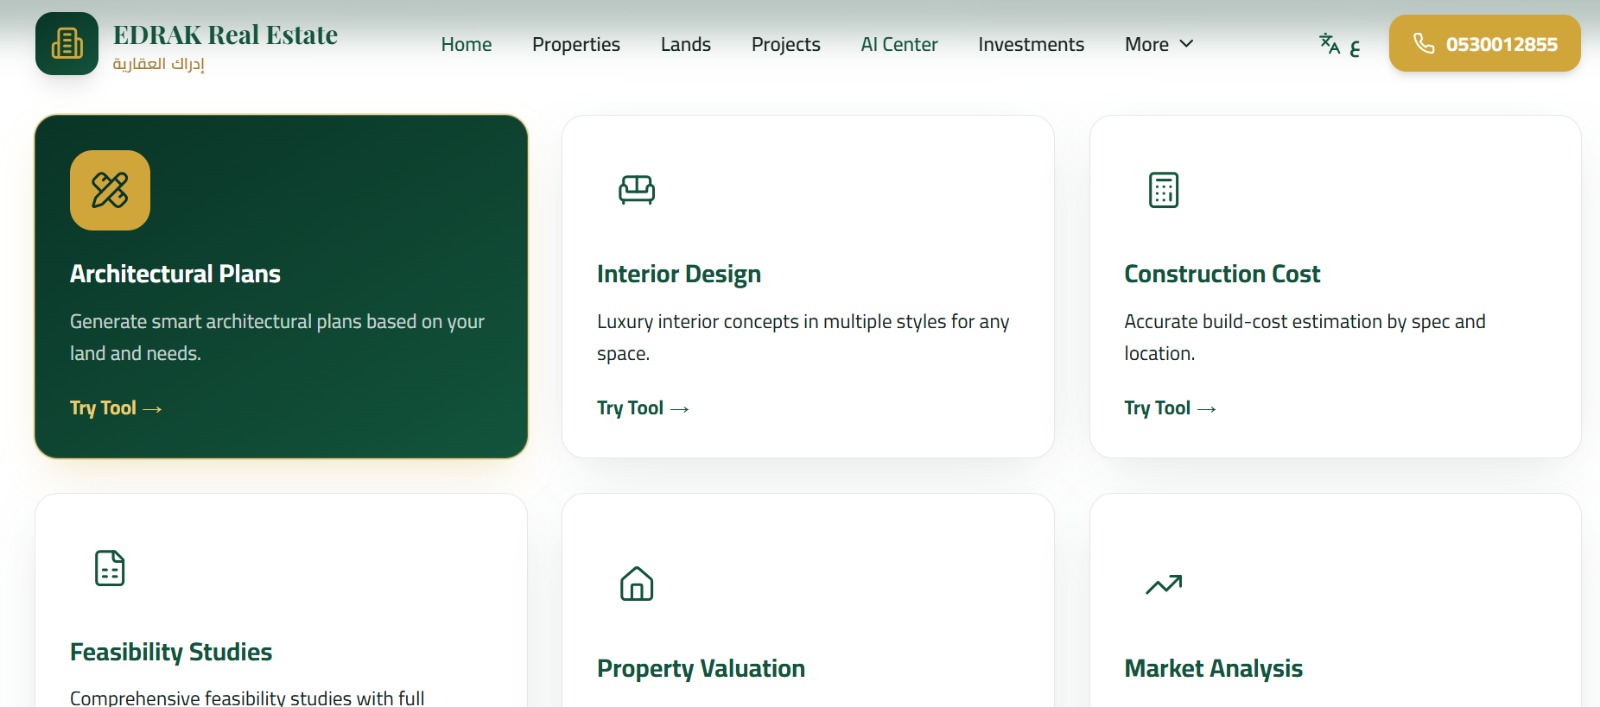 EDRAK Real Estate
إدراك العقارية
Home
Properties
Lands
Projects
AI Center
Investments
More
ع
0530012855
Architectural Plans
Generate smart architectural plans based on your
land and needs.
Try Tool →
Interior Design
Luxury interior concepts in multiple styles for any
space.
Try Tool →
Construction Cost
Accurate build-cost estimation by spec and
location.
Try Tool →
Feasibility Studies
Comprehensive feasibility studies with full
Property Valuation
Market Analysis